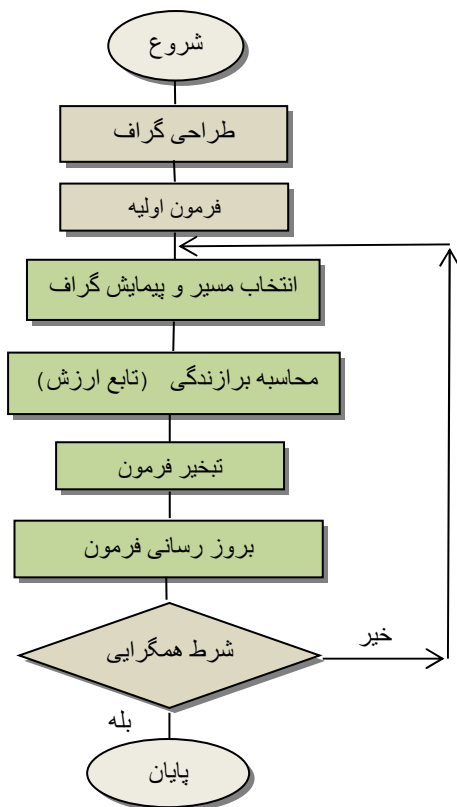 شروع
طراحی گراف
فرمون اولیه
انتخاب مسیر و پیمایش گراف
محاسبه برازندگی (تابع ارزش)
تبخیر فرمون
بروز رسانی فرمون
شرط همگرایی
خیر
بله
پایان